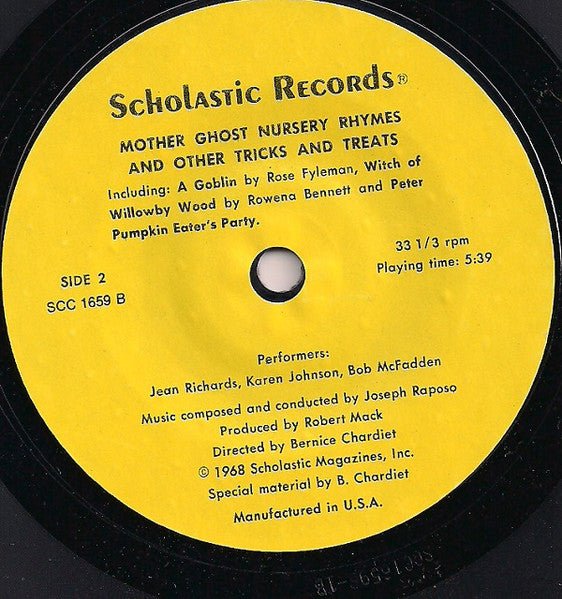 Scholastic Records®
MOTHER GHOST NURSERY RHYMES
AND OTHER TRICKS AND TREATS
Including: A Goblin by Rose Fyleman, Witch of
Willowby Wood by Rowena Bennett and Peter
Pumpkin Eater's Party.
33 1/3 rpm
Playing time: 5:39
SIDE 2
SCC 1659 B
Performers:
Jean Richards, Karen Johnson, Bob McFadden
Music composed and conducted by Joseph Raposo
Produced by Robert Mack
Directed by Bernice Chardiet
© 1968 Scholastic Magazines, Inc.
Special material by B. Chardiet
Manufactured in U.S.A.